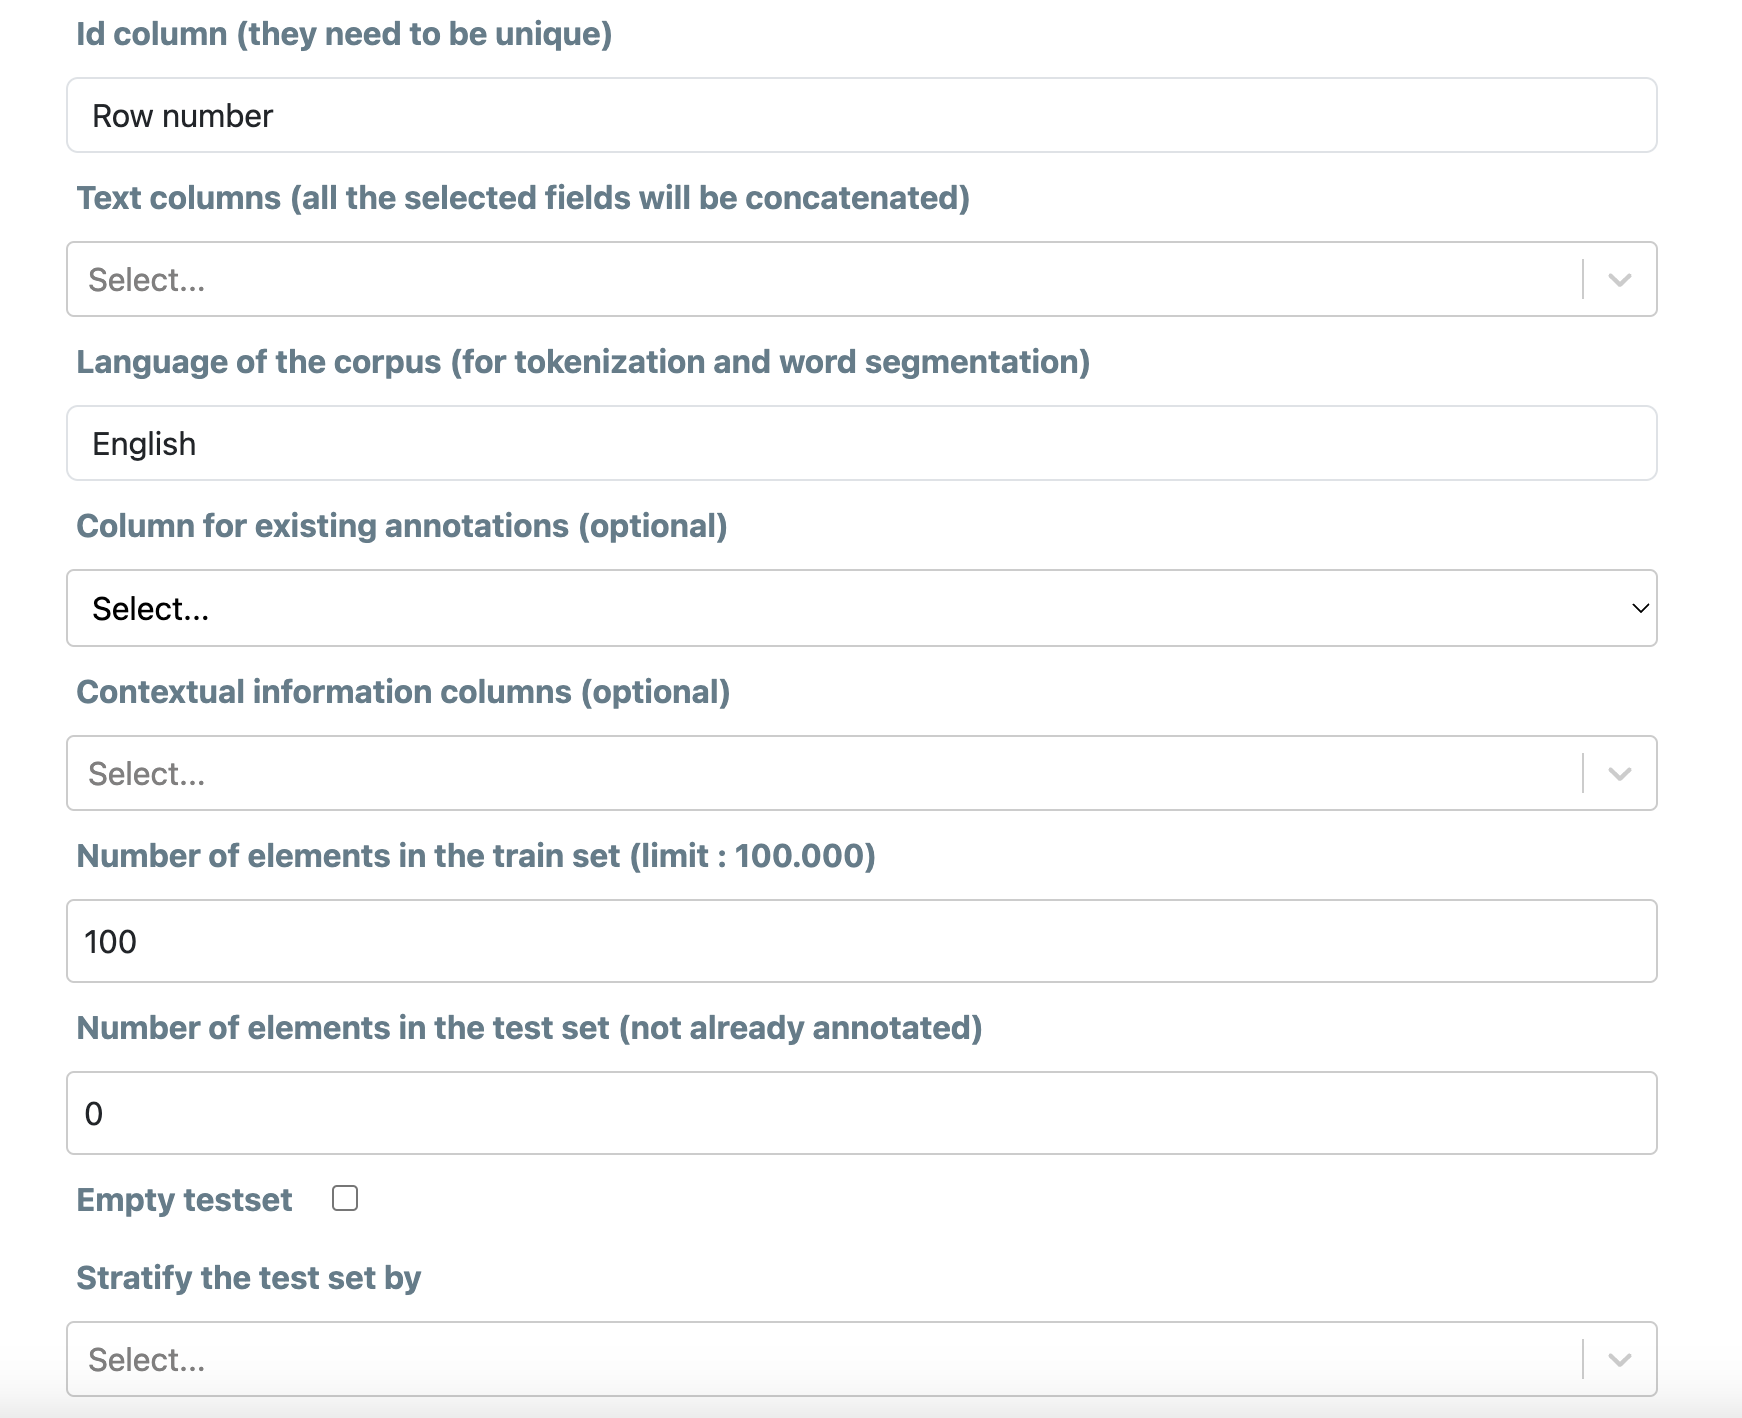 Id column (they need to be unique)
Row number
Text columns (all the selected fields will be concatenated)
Select...
Language of the corpus (for tokenization and word segmentation)
English
Column for existing annotations (optional)
Select...
Contextual information columns (optional)
Select...
Number of elements in the train set (limit : 100.000)
100
Number of elements in the test set (not already annotated)
0
Empty testset
Stratify the test set by
Select...